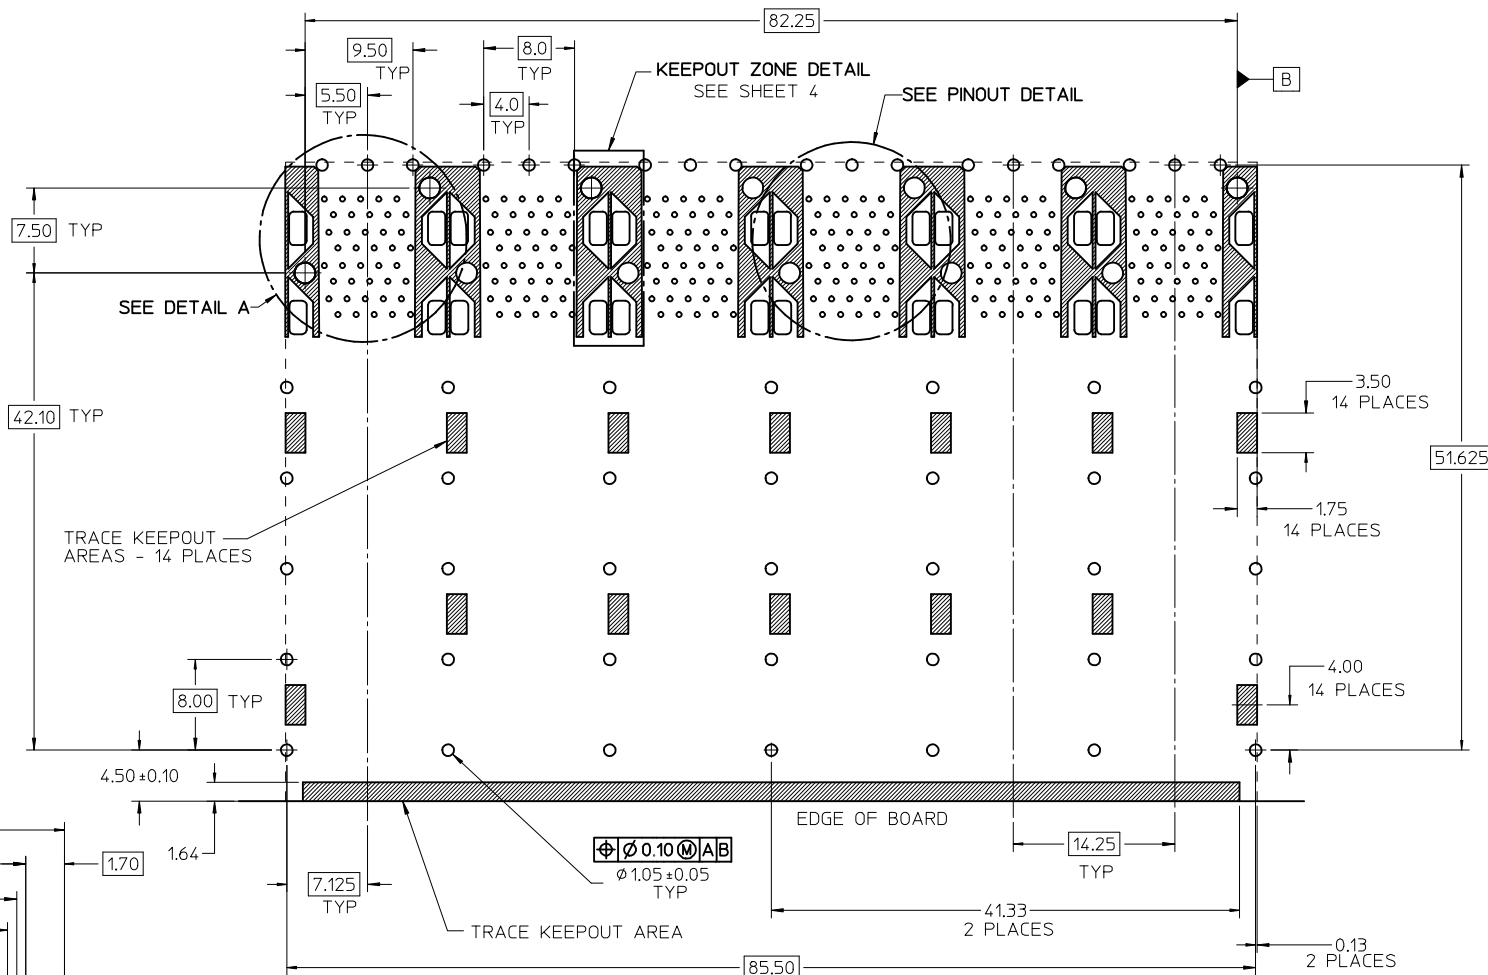 82.25
9.50
TYP
8.0
TYP
KEEPOUT ZONE DETAIL
SEE SHEET 4
B
5.50
TYP
4.0
TYP
SEE PINOUT DETAIL
7.50 TYP
SEE DETAIL A
42.10 TYP
3.50
14 PLACES
51.625
1.75
14 PLACES
TRACE KEEPOUT
AREAS - 14 PLACES
4.00
14 PLACES
8.00 TYP
4.50 ±0.10
EDGE OF BOARD
1.64
1.70
⌖ Ø 0.10 Ⓜ A B
Ø 1.05 ±0.05
TYP
14.25
TYP
7.125
TYP
41.33
2 PLACES
TRACE KEEPOUT AREA
0.13
2 PLACES
85.50